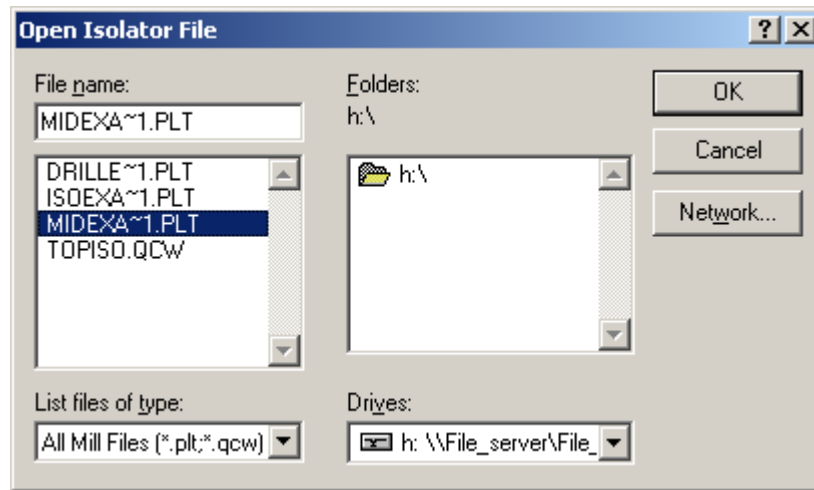 Open Isolator File
File name:
MIDEXA~1.PLT
DRILLE~1.PLT
ISOEXA~1.PLT
MIDEXA~1.PLT
TOPISO.QCW
List files of type:
All Mill Files (*.plt;*.qcw)
Folders:
h:\
h:\
Drives:
h: \\File_server\File_
OK
Cancel
Network...